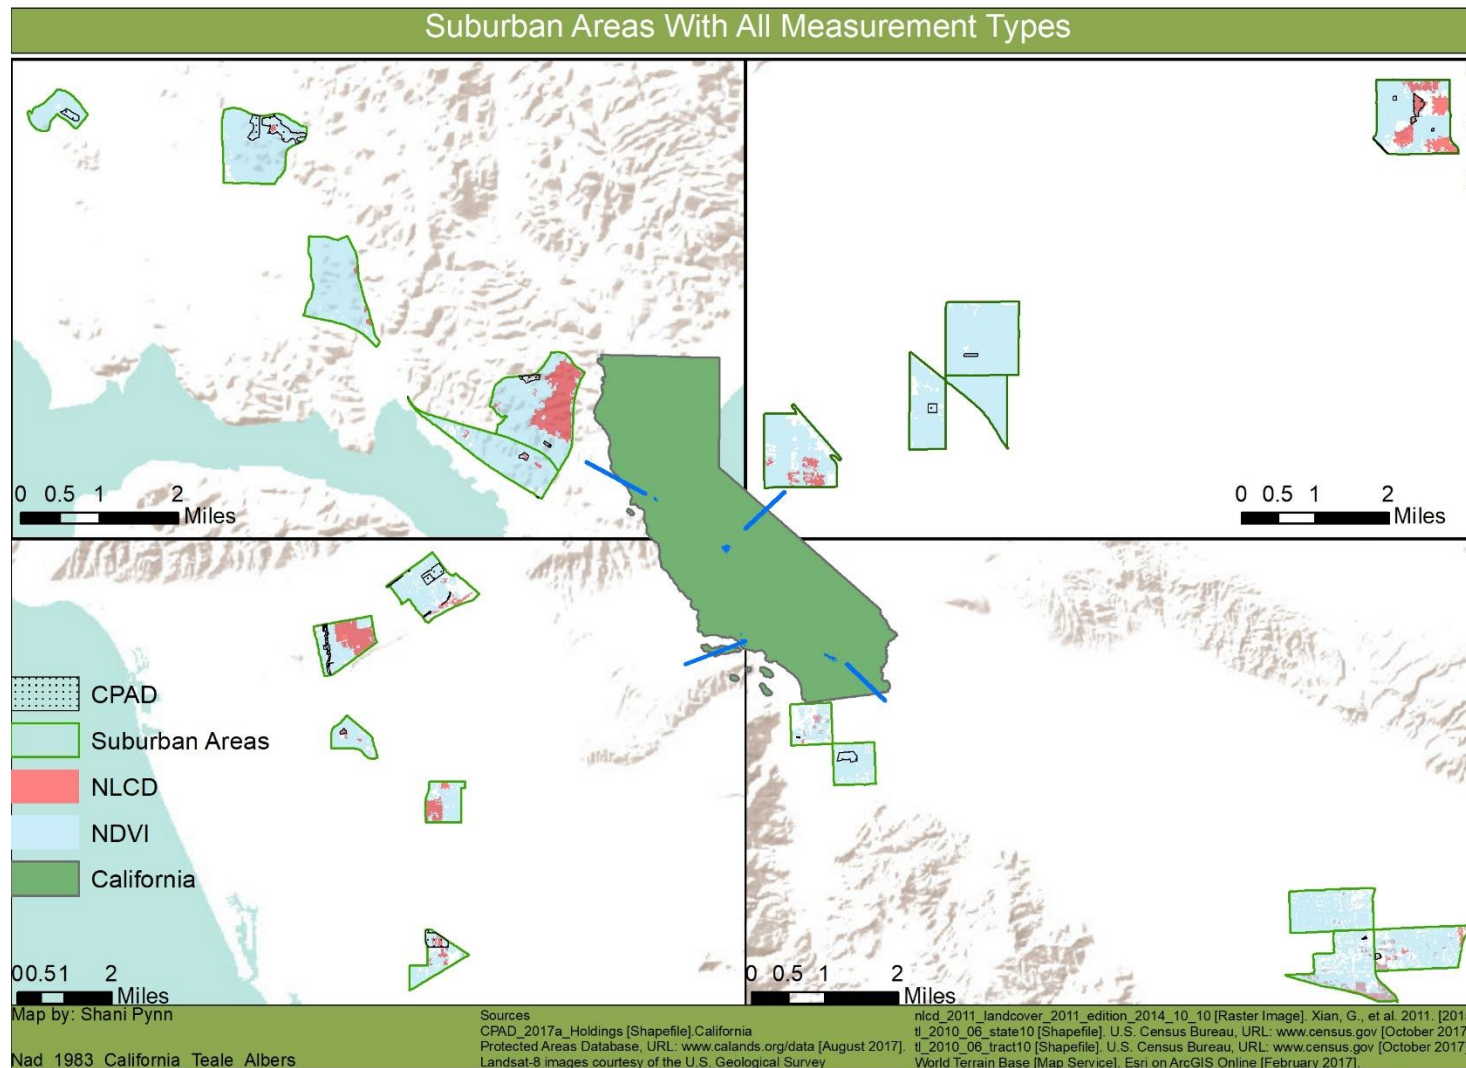 Suburban Areas With All Measurement Types
0 0.5 1 2
Miles
0 0.5 1 2
Miles
CPAD
Suburban Areas
NLCD
NDVI
California
00.51 2
Miles
0 0.5 1 2
Miles
Map by: Shani Pynn
Nad 1983 California Teale Albers
Sources
CPAD_2017a_Holdings [Shapefile].California
Protected Areas Database, URL: www.calands.org/data [August 2017].
Landsat-8 images courtesy of the U.S. Geological Survey
nlcd_2011_landcover_2011_edition_2014_10_10 [Raster Image]. Xian, G., et al. 2011. [201
tl_2010_06_state10 [Shapefile]. U.S. Census Bureau, URL: www.census.gov [October 2017
tl_2010_06_tract10 [Shapefile]. U.S. Census Bureau, URL: www.census.gov [October 2017
World Terrain Base [Map Service]. Esri on ArcGIS Online [February 2017].